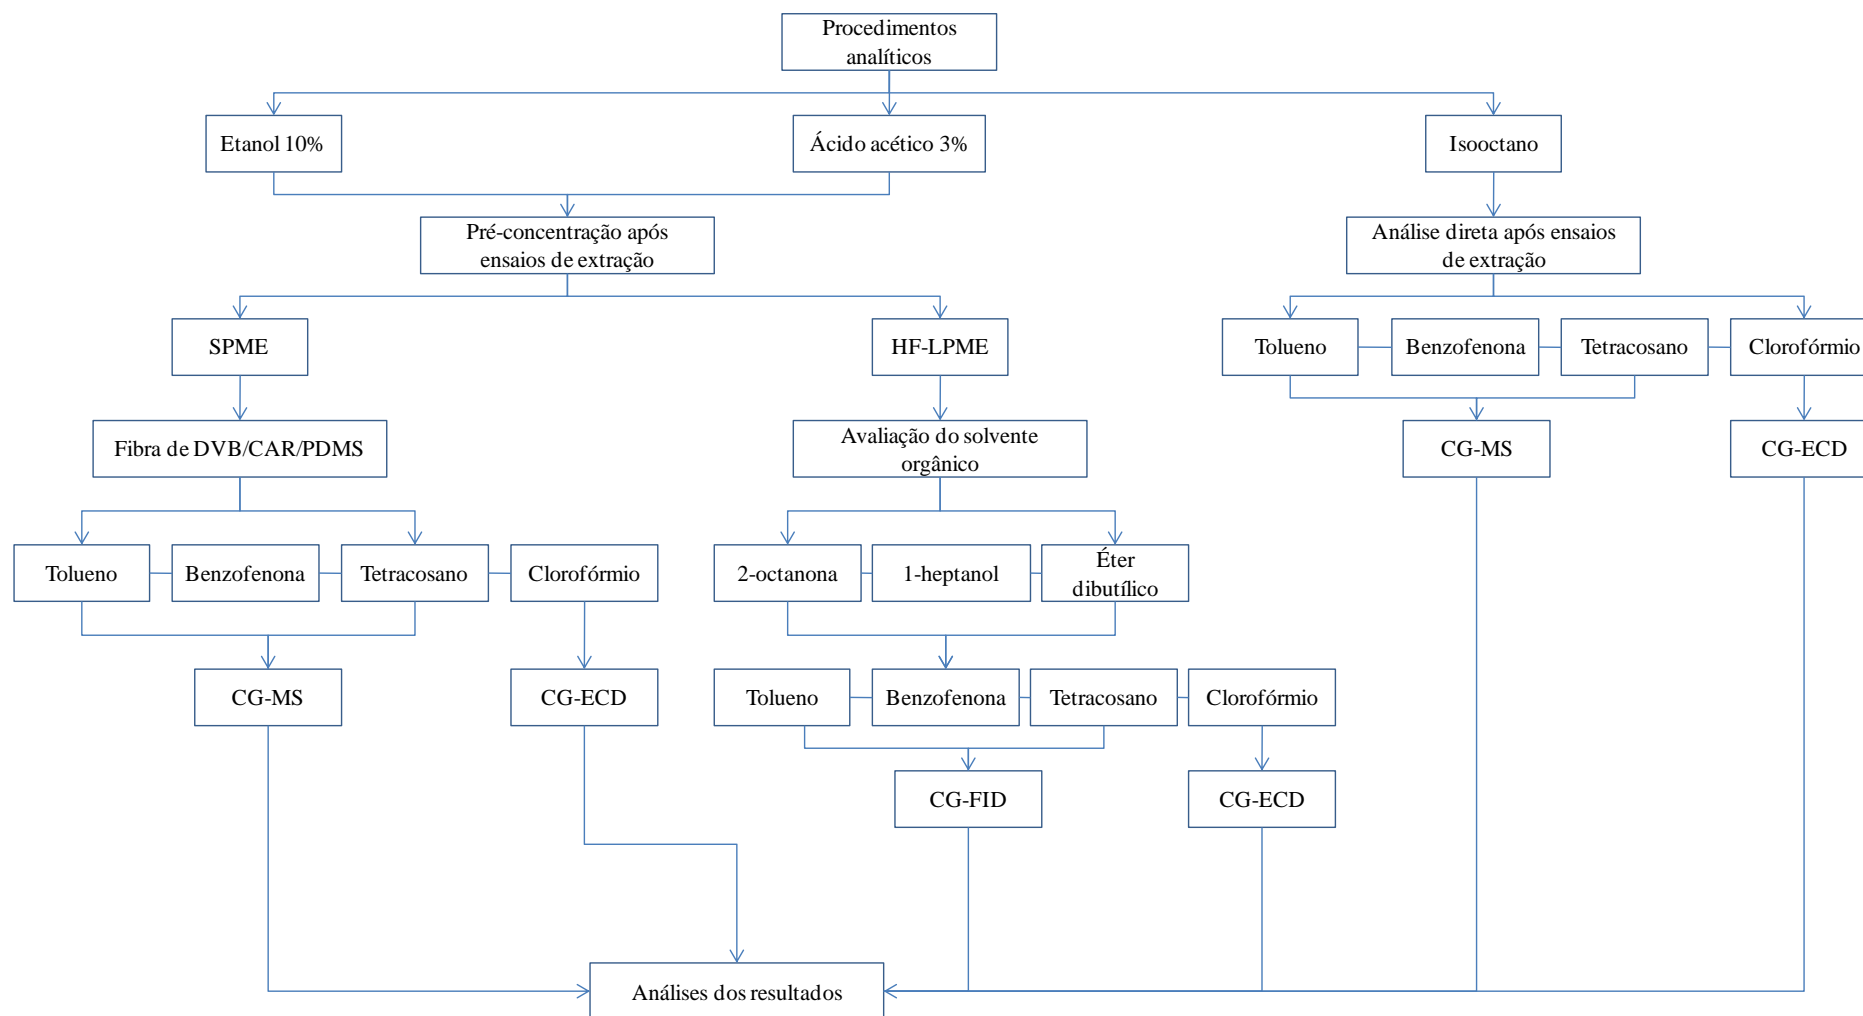 Procedimentos
analíticos
Etanol 10%
Ácido acético 3%
Isooctano
Pré-concentração após
ensaios de extração
Análise direta após ensaios
de extração
SPME
HF-LPME
Tolueno
Benzofenona
Tetracosano
Clorofórmio
Fibra de DVB/CAR/PDMS
Avaliação do solvente
orgânico
CG-MS
CG-ECD
Tolueno
Benzofenona
Tetracosano
Clorofórmio
2-octanona
1-heptanol
Éter
dibutílico
CG-MS
CG-ECD
Tolueno
Benzofenona
Tetracosano
Clorofórmio
CG-FID
CG-ECD
Análises dos resultados